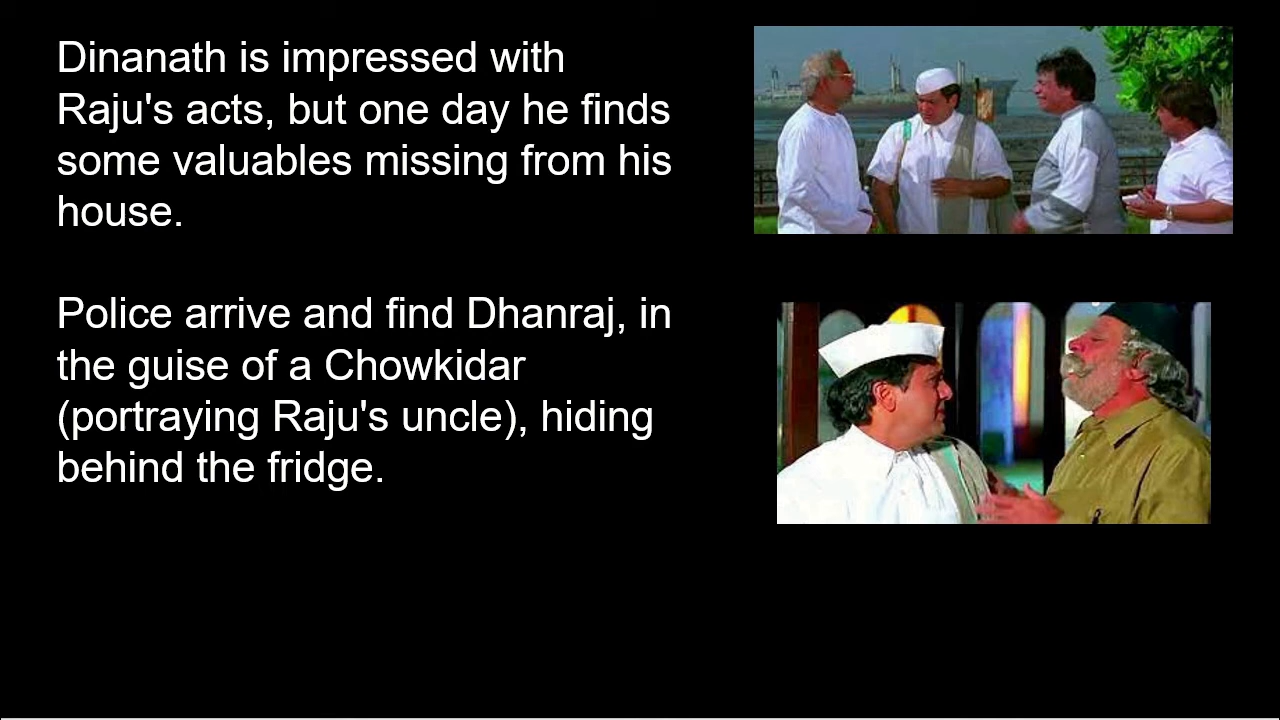 Dinanath is impressed with
Raju's acts, but one day he finds
some valuables missing from his
house.
Police arrive and find Dhanraj, in
the guise of a Chowkidar
(portraying Raju's uncle), hiding
behind the fridge.